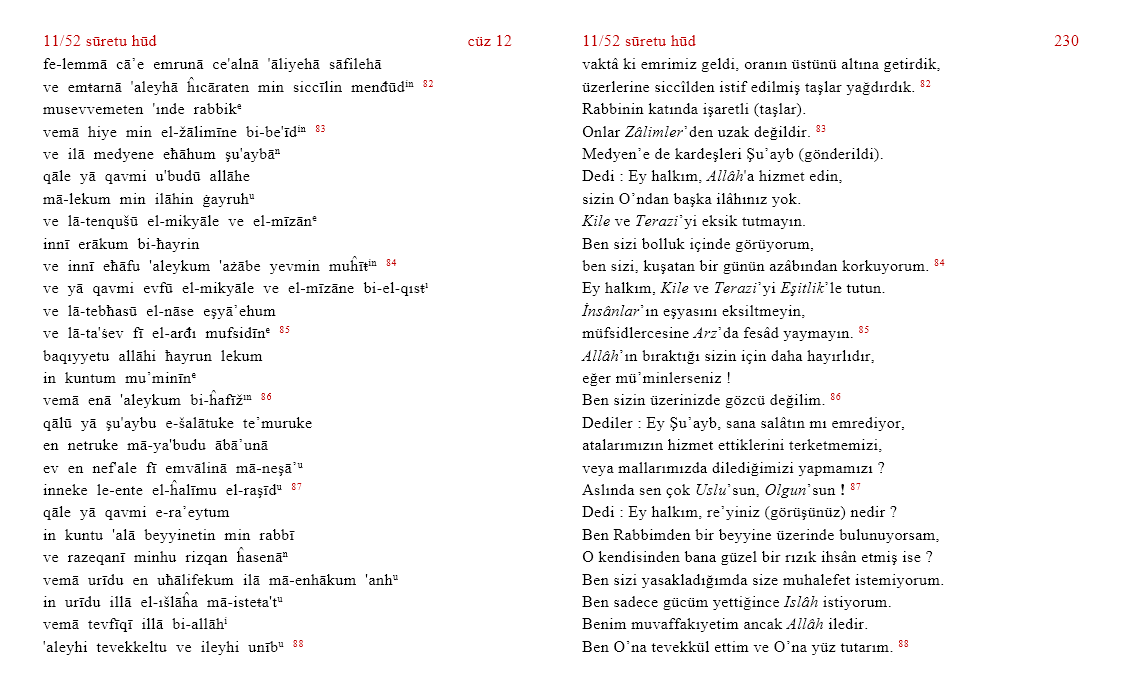 11/52 sūretu hūd
cüz 12
fe-lemmā cā’e emrunā ce'alnā 'āliyehā sāfilehā
ve emŧarnā 'aleyhā ĥıcāraten min siccīlin menđūdⁱⁿ 82
musevvemeten 'ınde rabbikᵉ
vemā hiye min el-žālimīne bi-be'īdⁱⁿ 83
ve ilā medyene eħāhum şu'aybāⁿ
qāle yā qavmi u'budū allāhe
mā-lekum min ilāhin ġayruhᵘ
ve lā-tenqušū el-mikyāle ve el-mīzānᵉ
innī erākum bi-ħayrin
ve innī eħāfu 'aleykum 'ażābe yevmin muĥīŧⁱⁿ 84
ve yā qavmi evfū el-mikyāle ve el-mīzāne bi-el-qısŧᶦ
ve lā-tebħasū el-nāse eşyā’ehum
ve lā-ta'ŝev fī el-arđı mufsidīnᵉ 85
baqıyyetu allāhi ħayrun lekum
in kuntum mu’minīnᵉ
vemā enā 'aleykum bi-ĥafīžᶦⁿ 86
qālū yā şu'aybu e-šalātuke te’muruke
en netruke mā-ya'budu ābā’unā
ev en nef'ale fī emvālinā mā-neşā’ᵘ
inneke le-ente el-ĥalīmu el-raşīdᵘ 87
qāle yā qavmi e-ra’eytum
in kuntu 'alā beyyinetin min rabbī
ve razeqanī minhu rizqan ĥasenāⁿ
vemā urīdu en uħālifekum ilā mā-enhākum 'anhᵘ
in urīdu illā el-ıšlāĥa mā-isteŧa'tᵘ
vemā tevfīqī illā bi-allāhⁱ
'aleyhi tevekkeltu ve ileyhi unībᵘ 88
11/52 sūretu hūd
230
vaktâ ki emrimiz geldi, oranın üstünü altına getirdik,
üzerlerine siccîlden istif edilmiş taşlar yağdırdık. 82
Rabbinin katında işaretli (taşlar).
Onlar Zâlimler’den uzak değildir. 83
Medyen’e de kardeşleri Şu’ayb (gönderildi).
Dedi : Ey halkım, Allâh'a hizmet edin,
sizin O’ndan başka ilâhınız yok.
Kile ve Terazi’yi eksik tutmayın.
Ben sizi bolluk içinde görüyorum,
ben sizi, kuşatan bir günün azâbından korkuyorum. 84
Ey halkım, Kile ve Terazi’yi Eşitlik’le tutun.
İnsânlar’ın eşyasını eksiltmeyin,
müfsidlercesine Arz’da fesâd yaymayın. 85
Allâh’ın bıraktığı sizin için daha hayırlıdır,
eğer mü’minlerseniz !
Ben sizin üzerinizde gözcü değilim. 86
Dediler : Ey Şu’ayb, sana salâtın mı emrediyor,
atalarımızın hizmet ettiklerini terketmemizi,
veya mallarımızda dilediğimizi yapmamızı ?
Aslında sen çok Uslu’sun, Olgun’sun ! 87
Dedi : Ey halkım, re’yiniz (görüşünüz) nedir ?
Ben Rabbimden bir beyyine üzerinde bulunuyorsam,
O kendisinden bana güzel bir rızık ihsân etmiş ise ?
Ben sizi yasakladığımda size muhalefet istemiyorum.
Ben sadece gücüm yettiğince Islâh istiyorum.
Benim muvaffakıyetim ancak Allâh iledir.
Ben O’na tevekkül ettim ve O’na yüz tutarım. 88